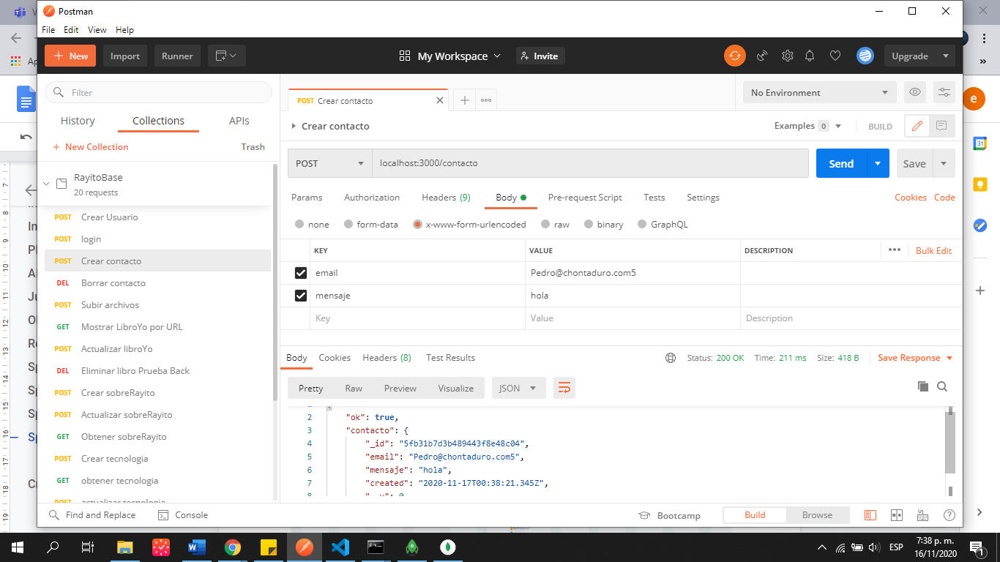 Postman
File Edit View Help
New Import Runner My Workspace Invite Upgrade
Filter
History Collections APIs
+ New Collection Trash
RayitoBase
20 requests
POST Crear Usuario
POST login
POST Crear contacto
DEL Borrar contacto
POST Subir archivos
GET Mostrar LibroYo por URL
POST Actualizar libroYo
DEL Eliminar libro Prueba Back
POST Crear sobreRayito
POST Actualizar sobreRayito
GET Obtener sobreRayito
POST Crear tecnologia
GET obtener tecnologia
POST actualizar tecnologia
POST Crear contacto
No Environment
Crear contacto Examples 0 BUILD
POST localhost:3000/contacto Send Save
Params Authorization Headers (9) Body Pre-request Script Tests Settings Cookies Code
none form-data x-www-form-urlencoded raw binary GraphQL
KEY VALUE DESCRIPTION Bulk Edit
email Pedro@chontaduro.com5
mensaje hola
Key Value Description
Body Cookies Headers (8) Test Results Status: 200 OK Time: 211 ms Size: 418 B Save Response
Pretty Raw Preview Visualize JSON
2 "ok": true,
3 "contacto": {
4 "_id": "5fb31b7d3b489443f8e48c04",
5 "email": "Pedro@chontaduro.com5",
6 "mensaje": "hola",
7 "created": "2020-11-17T00:38:21.345Z",
8 "__v": 0
Find and Replace Console Bootcamp Build Browse
ESP
7:38 p. m.
16/11/2020
1